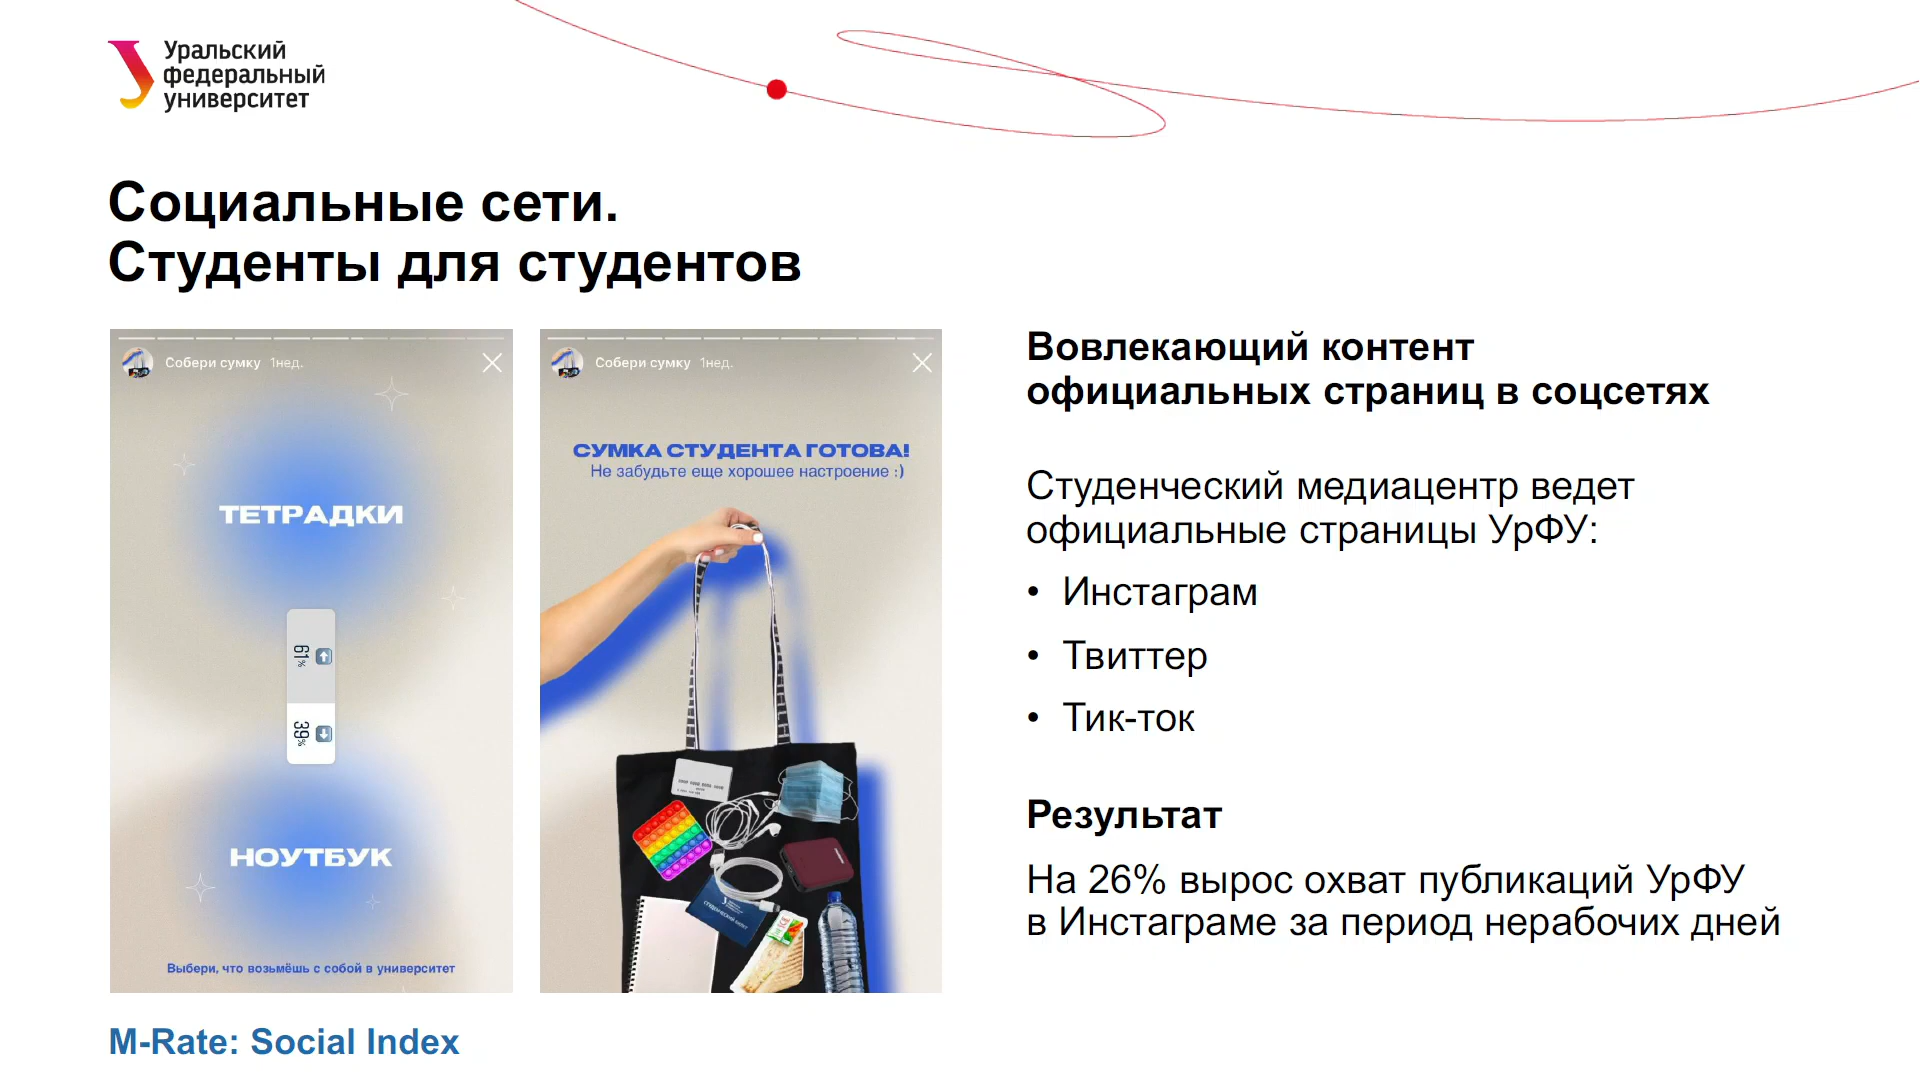 Уральский
федеральный
университет
Социальные сети.
Студенты для студентов
Собери сумку 1нед.
ТЕТРАДКИ
61%
39%
НОУТБУК
Выбери, что возьмёшь с собой в университет
Собери сумку 1нед.
СУМКА СТУДЕНТА ГОТОВА!
Не забудьте еще хорошее настроение :)
СТУДЕНЧЕСКИЙ БИЛЕТ
Вовлекающий контент
официальных страниц в соцсетях
Студенческий медиацентр ведет
официальные страницы УрФУ:
• Инстаграм
• Твиттер
• Тик-ток
Результат
На 26% вырос охват публикаций УрФУ
в Инстаграме за период нерабочих дней
M-Rate: Social Index